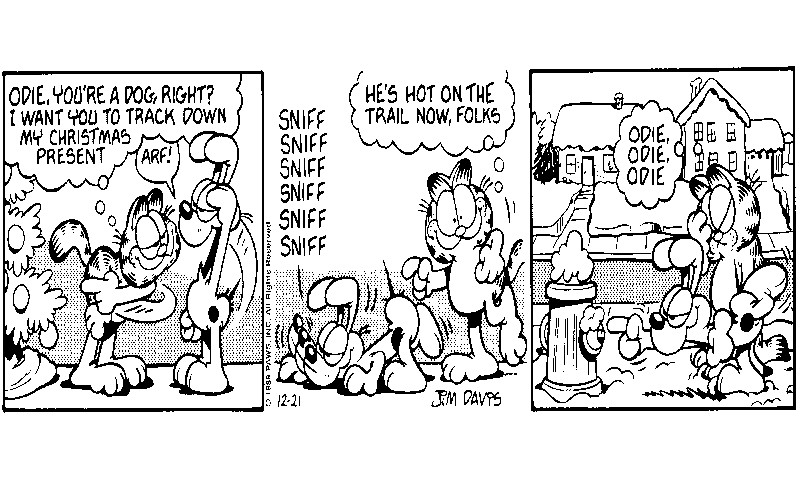 ODIE, YOU'RE A DOG, RIGHT?
I WANT YOU TO TRACK DOWN
MY CHRISTMAS
PRESENT
ARF!
SNIFF
SNIFF
SNIFF
SNIFF
SNIFF
SNIFF
HE'S HOT ON THE
TRAIL NOW, FOLKS
12-21
JIM DAVIS
ODIE,
ODIE,
ODIE